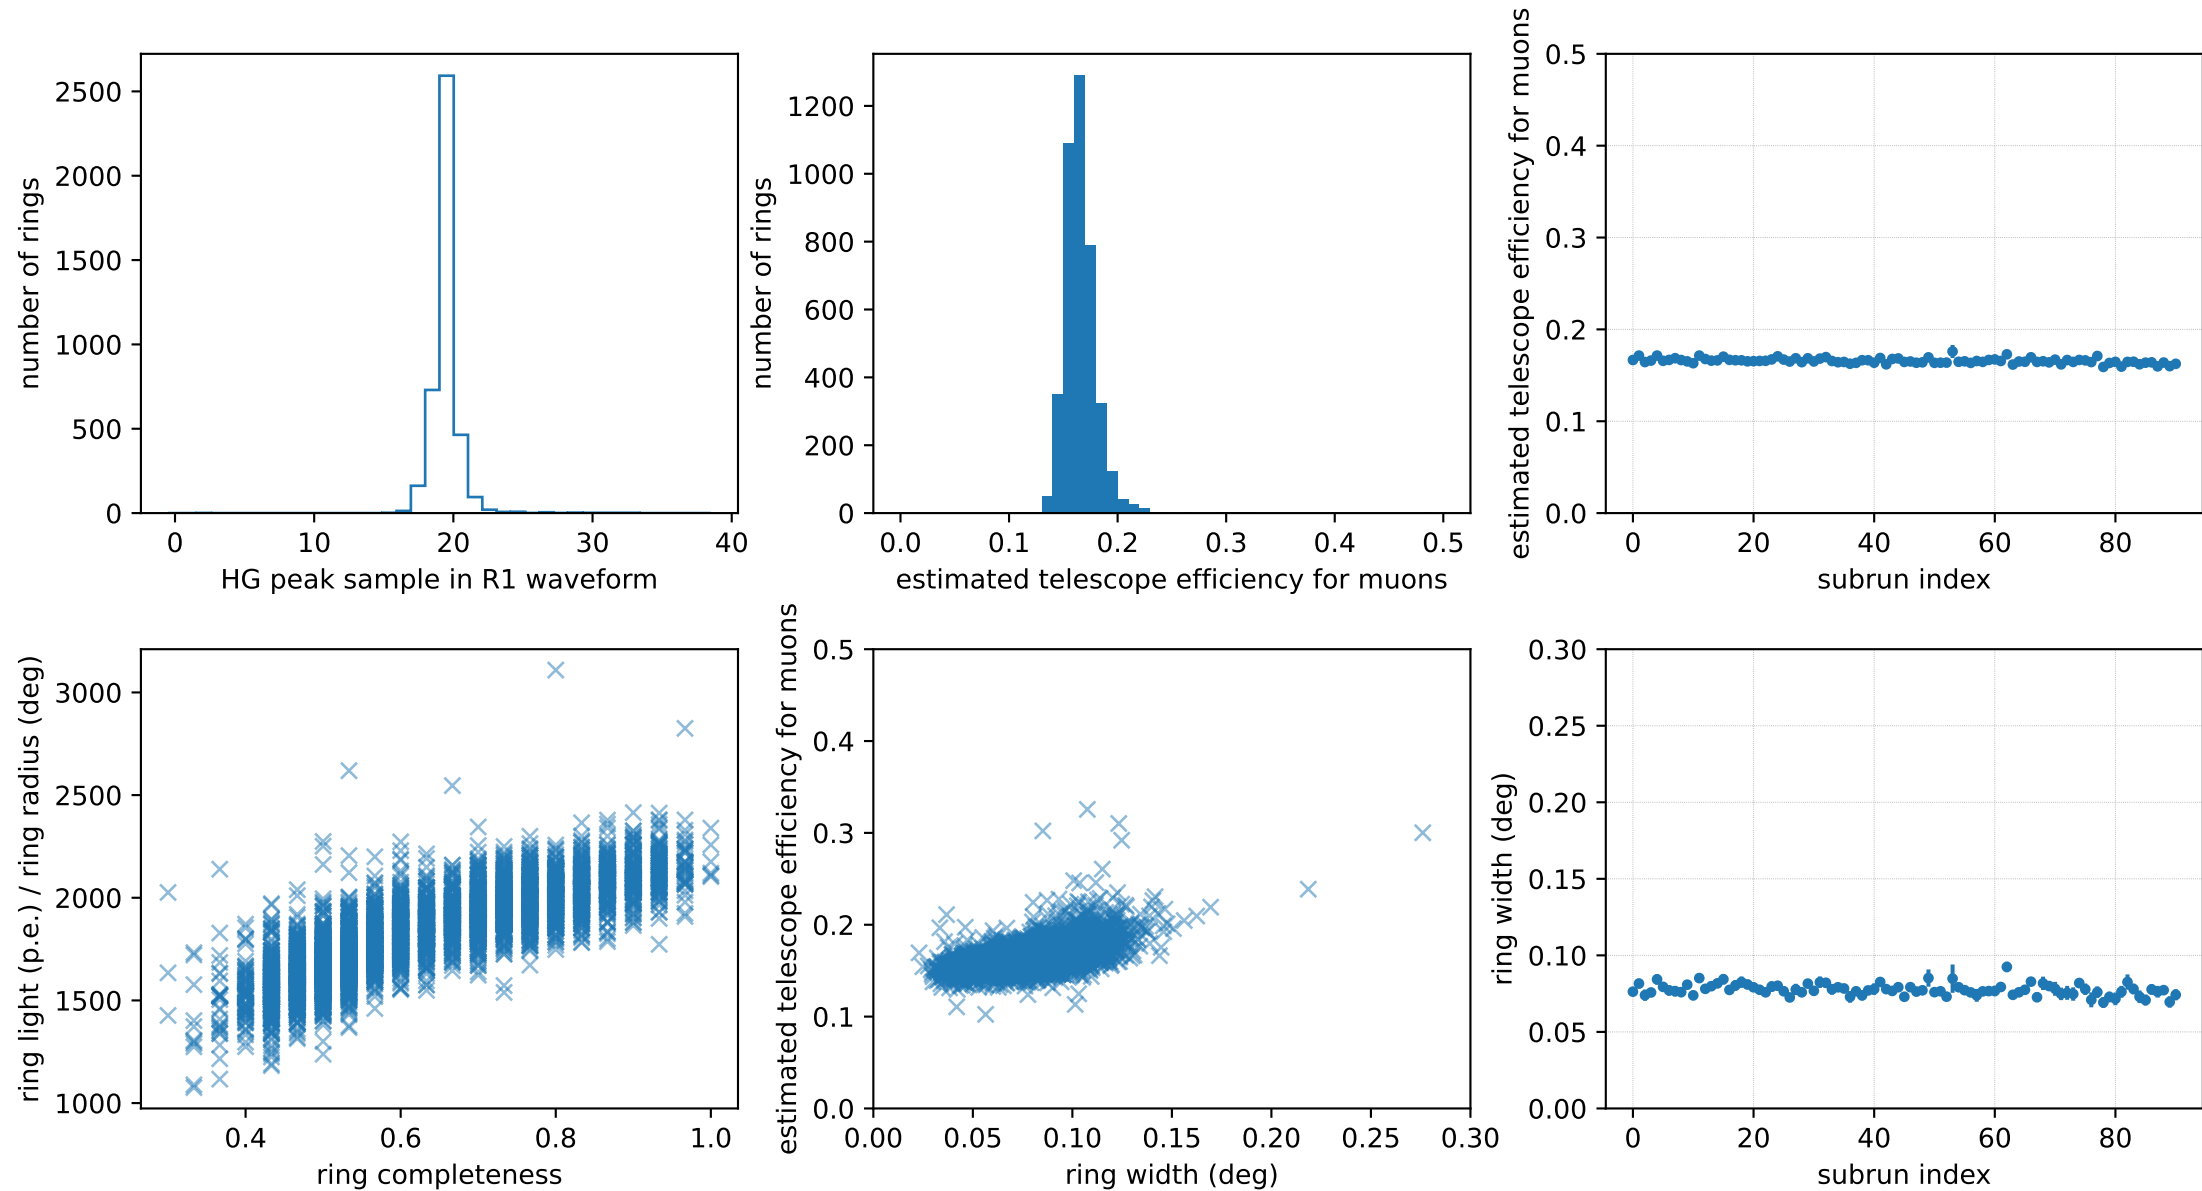 number of rings
2500
2000
1500
1000
500
0
0 10 20 30 40
HG peak sample in R1 waveform
number of rings
1200
1000
800
600
400
200
0
0.0 0.1 0.2 0.3 0.4 0.5
estimated telescope efficiency for muons
estimated telescope efficiency for muons
0.5
0.4
0.3
0.2
0.1
0.0
0 20 40 60 80
subrun index
ring light (p.e.) / ring radius (deg)
3000
2500
2000
1500
1000
0.4 0.6 0.8 1.0
ring completeness
estimated telescope efficiency for muons
0.5
0.4
0.3
0.2
0.1
0.0
0.00 0.05 0.10 0.15 0.20 0.25 0.30
ring width (deg)
ring width (deg)
0.30
0.25
0.20
0.15
0.10
0.05
0.00
0 20 40 60 80
subrun index